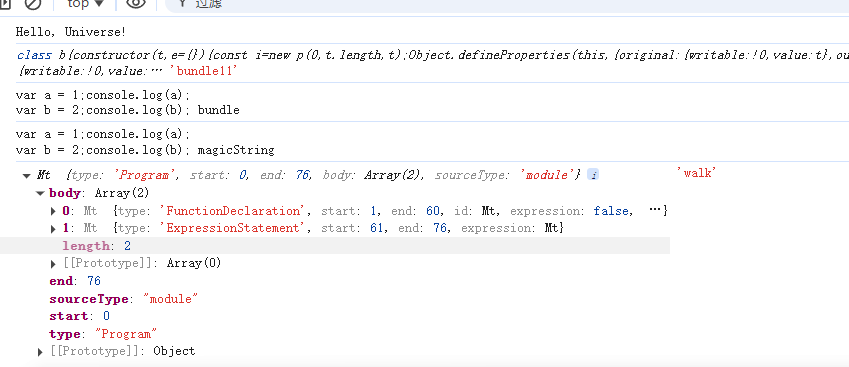 top ▼ 过滤
Hello, Universe!
class b{constructor(t,e={}){const i=new p(0,t.length,t);Object.defineProperties(this,{original:{writable:!0,value:t},ou
{writable:!0,value:… 'bundle11'
var a = 1;console.log(a);
var b = 2;console.log(b); bundle
var a = 1;console.log(a);
var b = 2;console.log(b); magicString
▼ Mt {type: 'Program', start: 0, end: 76, body: Array(2), sourceType: 'module'} i 'walk'
▼ body: Array(2)
▶ 0: Mt {type: 'FunctionDeclaration', start: 1, end: 60, id: Mt, expression: false, …}
▶ 1: Mt {type: 'ExpressionStatement', start: 61, end: 76, expression: Mt}
length: 2
▶ [[Prototype]]: Array(0)
end: 76
sourceType: "module"
start: 0
type: "Program"
▶ [[Prototype]]: Object